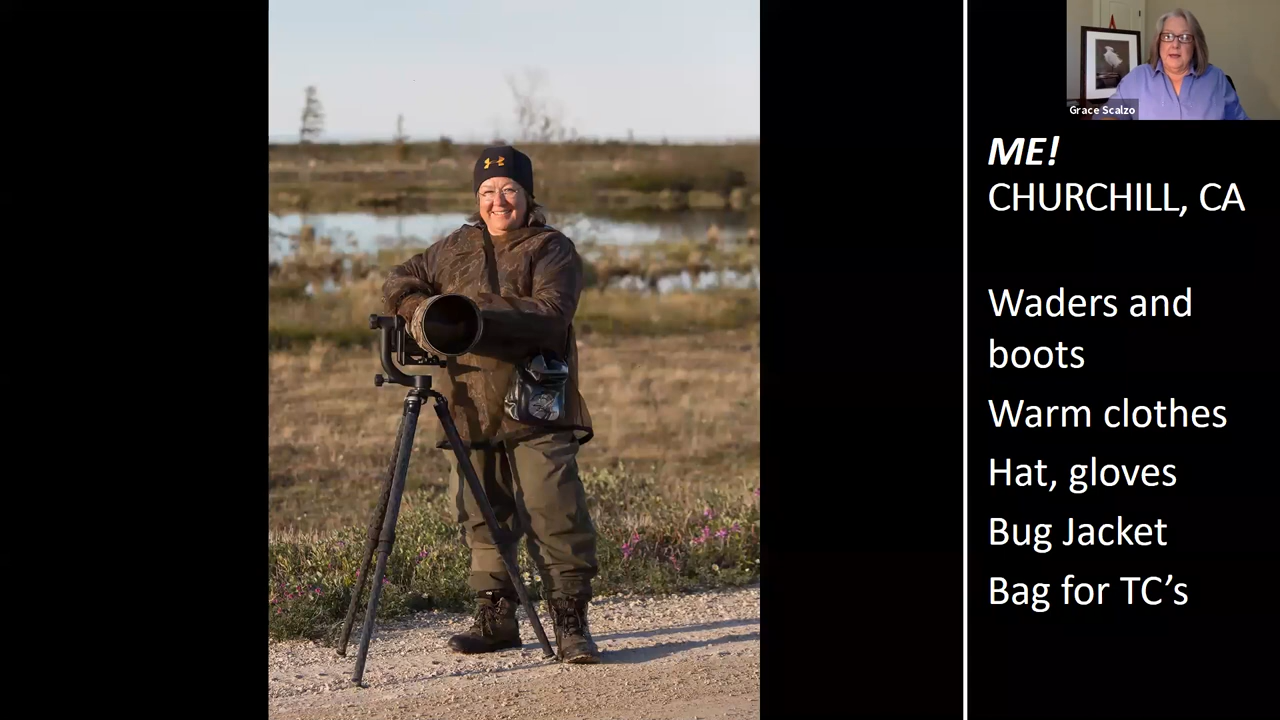 Grace Scalzo
ME!
CHURCHILL, CA
Waders and
boots
Warm clothes
Hat, gloves
Bug Jacket
Bag for TC’s